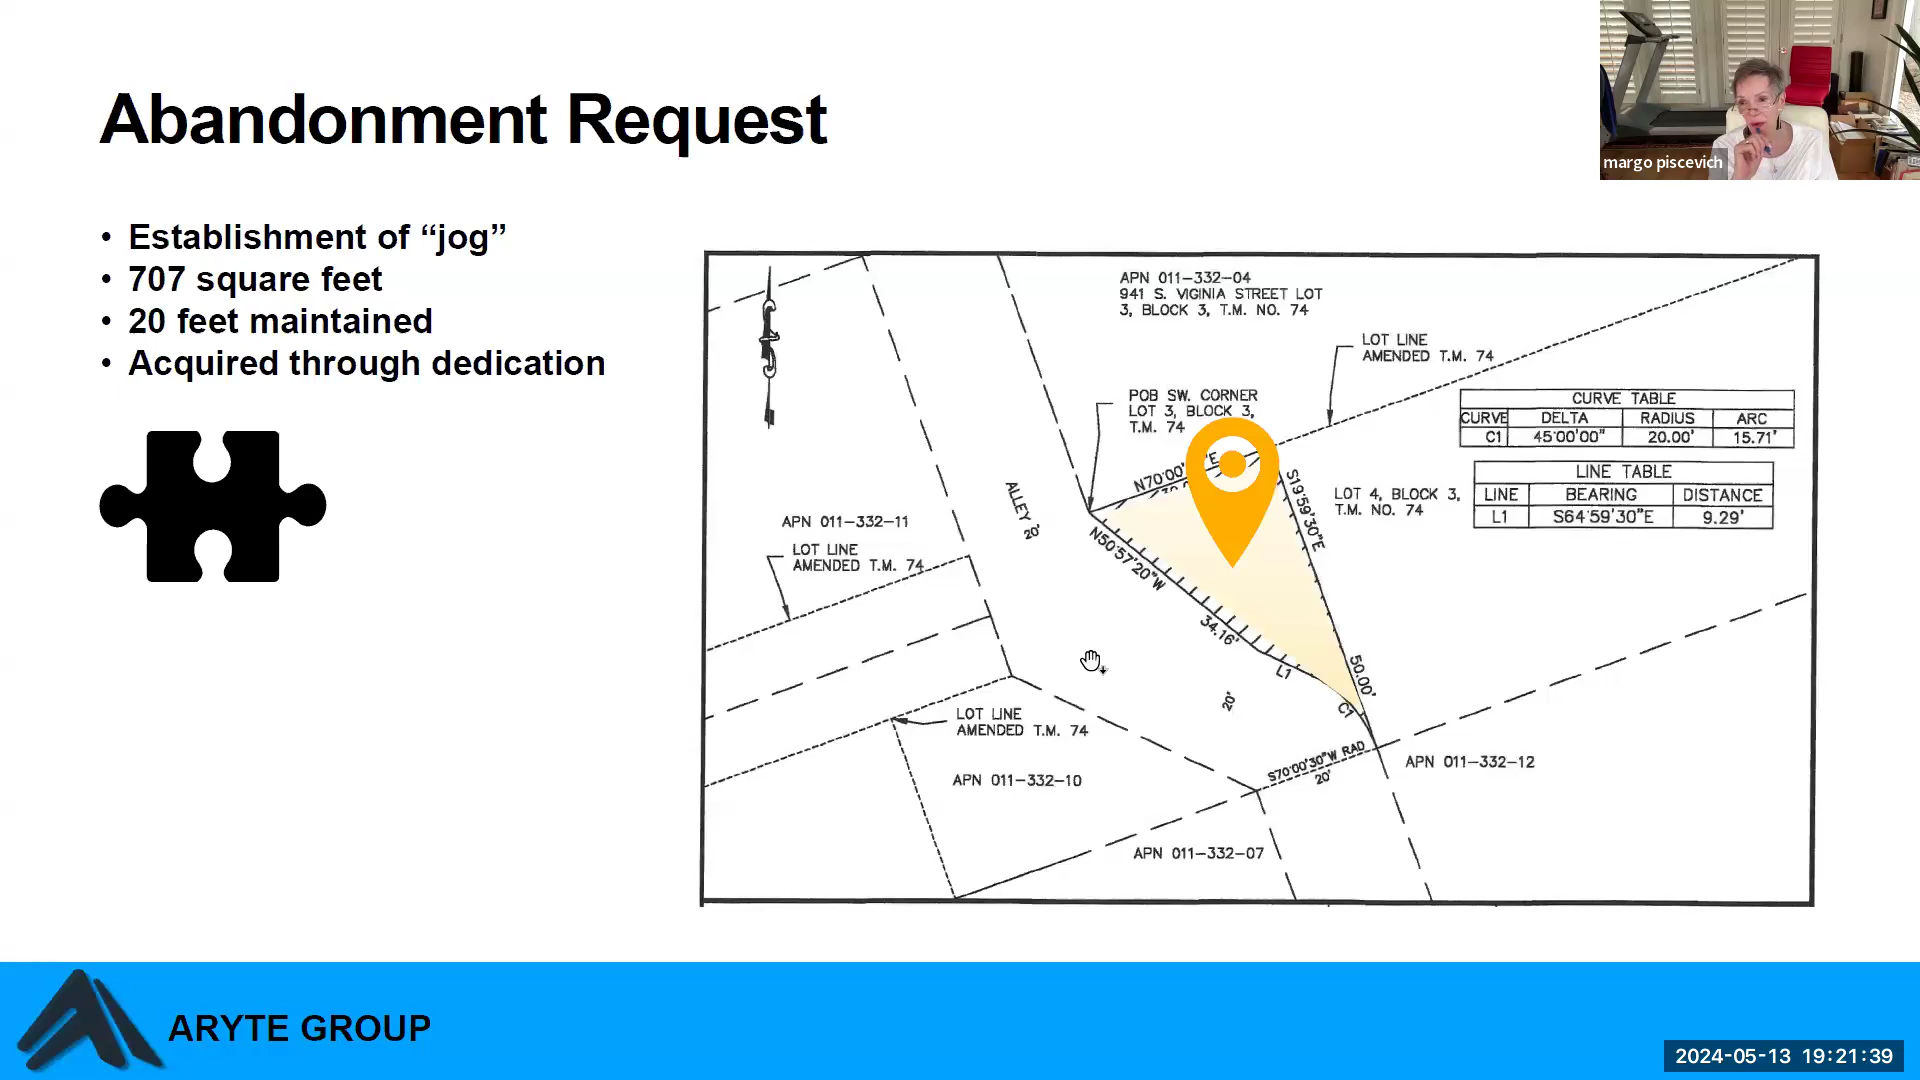 Abandonment Request
margo piscevich
• Establishment of “jog”
• 707 square feet
• 20 feet maintained
• Acquired through dedication
APN 011-332-04
941 S. VIGINIA STREET LOT
3, BLOCK 3, T.M. NO. 74
LOT LINE
AMENDED T.M. 74
POB SW. CORNER
LOT 3, BLOCK 3,
T.M. 74
CURVE TABLE
CURVE DELTA RADIUS ARC
C1 45°00'00" 20.00' 15.71'
LINE TABLE
LINE BEARING DISTANCE
L1 S64°59'30"E 9.29'
N70°00' "E
S19°59'30"E
50.00'
LOT 4, BLOCK 3,
T.M. NO. 74
ALLEY
20'
APN 011-332-11
LOT LINE
AMENDED T.M. 74
N50°57'20"W
34.16'
L1
C1
20'
LOT LINE
AMENDED T.M. 74
S70°00'30"W RAD
20'
APN 011-332-12
APN 011-332-10
APN 011-332-07
ARYTE GROUP
2024-05-13 19:21:39